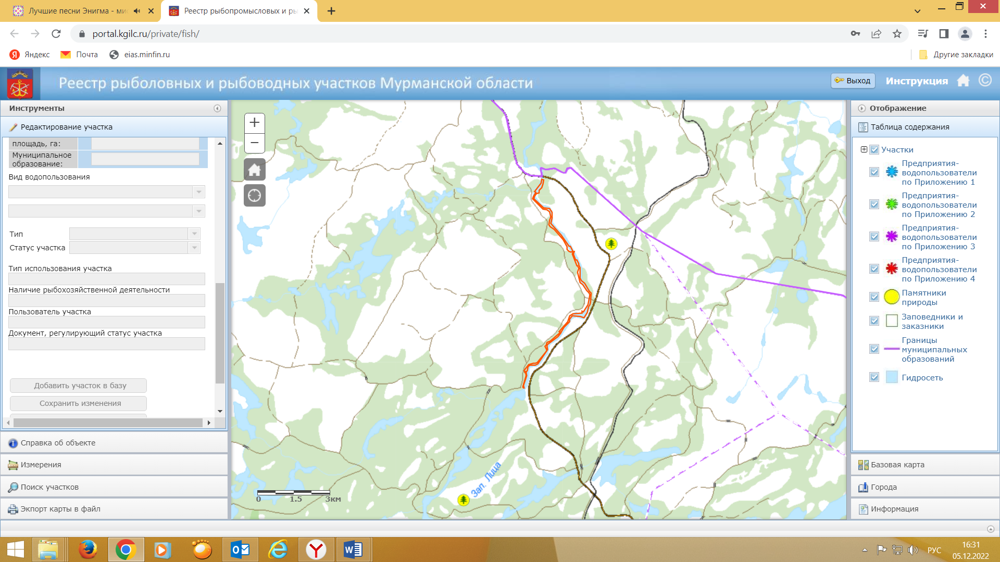 Лучшие песни Энигма - ми
Реестр рыбопромысловых и ры
portal.kgilc.ru/private/fish/
Яндекс
Почта
eias.minfin.ru
Другие закладки
Реестр рыболовных и рыбоводных участков Мурманской области
Выход
Инструкция
Инструменты
Редактирование участка
площадь, га:
Муниципальное
образование:
Вид водопользования
Тип
Статус участка
Тип использования участка
Наличие рыбохозяйственной деятельности
Пользователь участка
Документ, регулирующий статус участка
Добавить участок в базу
Сохранить изменения
Справка об объекте
Измерения
Поиск участков
Экспорт карты в файл
Зап. Лица
0 1.5 3км
Отображение
Таблица содержания
Участки
Предприятия-
водопользователи
по Приложению 1
Предприятия-
водопользователи
по Приложению 2
Предприятия-
водопользователи
по Приложению 3
Предприятия-
водопользователи
по Приложению 4
Памятники
природы
Заповедники и
заказники
Границы
муниципальных
образований
Гидросеть
Базовая карта
Города
Информация
РУС
16:31
05.12.2022